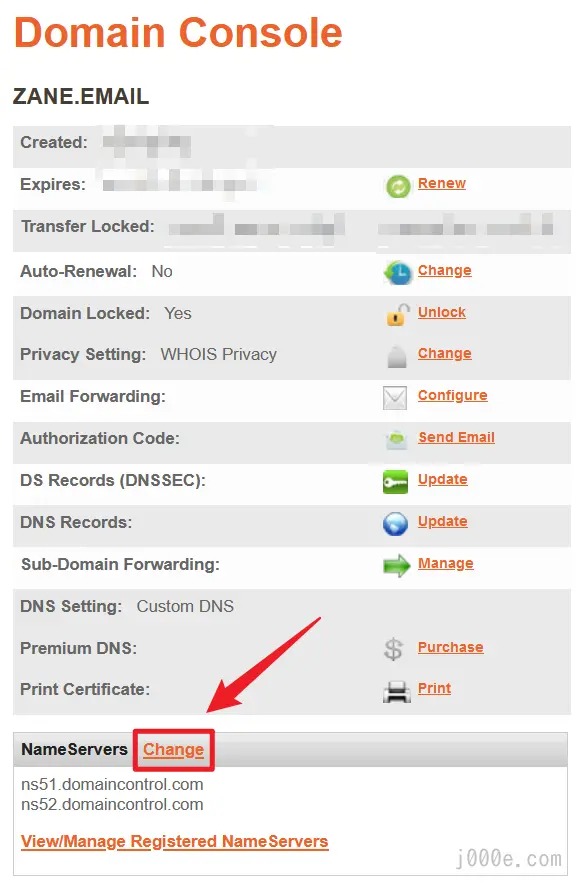 Domain Console
ZANE.EMAIL
Created:
Expires: Renew
Transfer Locked:
Auto-Renewal: No Change
Domain Locked: Yes Unlock
Privacy Setting: WHOIS Privacy Change
Email Forwarding: Configure
Authorization Code: Send Email
DS Records (DNSSEC): Update
DNS Records: Update
Sub-Domain Forwarding: Manage
DNS Setting: Custom DNS
Premium DNS: Purchase
Print Certificate: Print
NameServers Change
ns51.domaincontrol.com
ns52.domaincontrol.com
View/Manage Registered NameServers
j000e.com